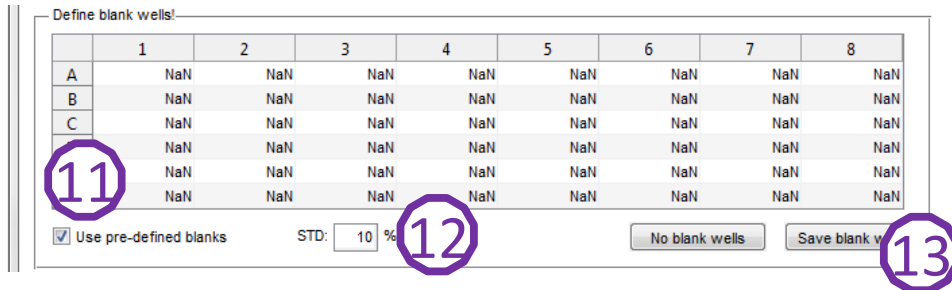 Define blank wells!
1 2 3 4 5 6 7 8
A NaN NaN NaN NaN NaN NaN NaN NaN
B NaN NaN NaN NaN NaN NaN NaN NaN
C NaN NaN NaN NaN NaN NaN NaN NaN
NaN NaN NaN NaN NaN NaN NaN NaN
NaN NaN NaN NaN NaN NaN NaN NaN
NaN NaN NaN NaN NaN NaN NaN NaN
11
Use pre-defined blanks STD: 10 % 12 No blank wells Save blank 13